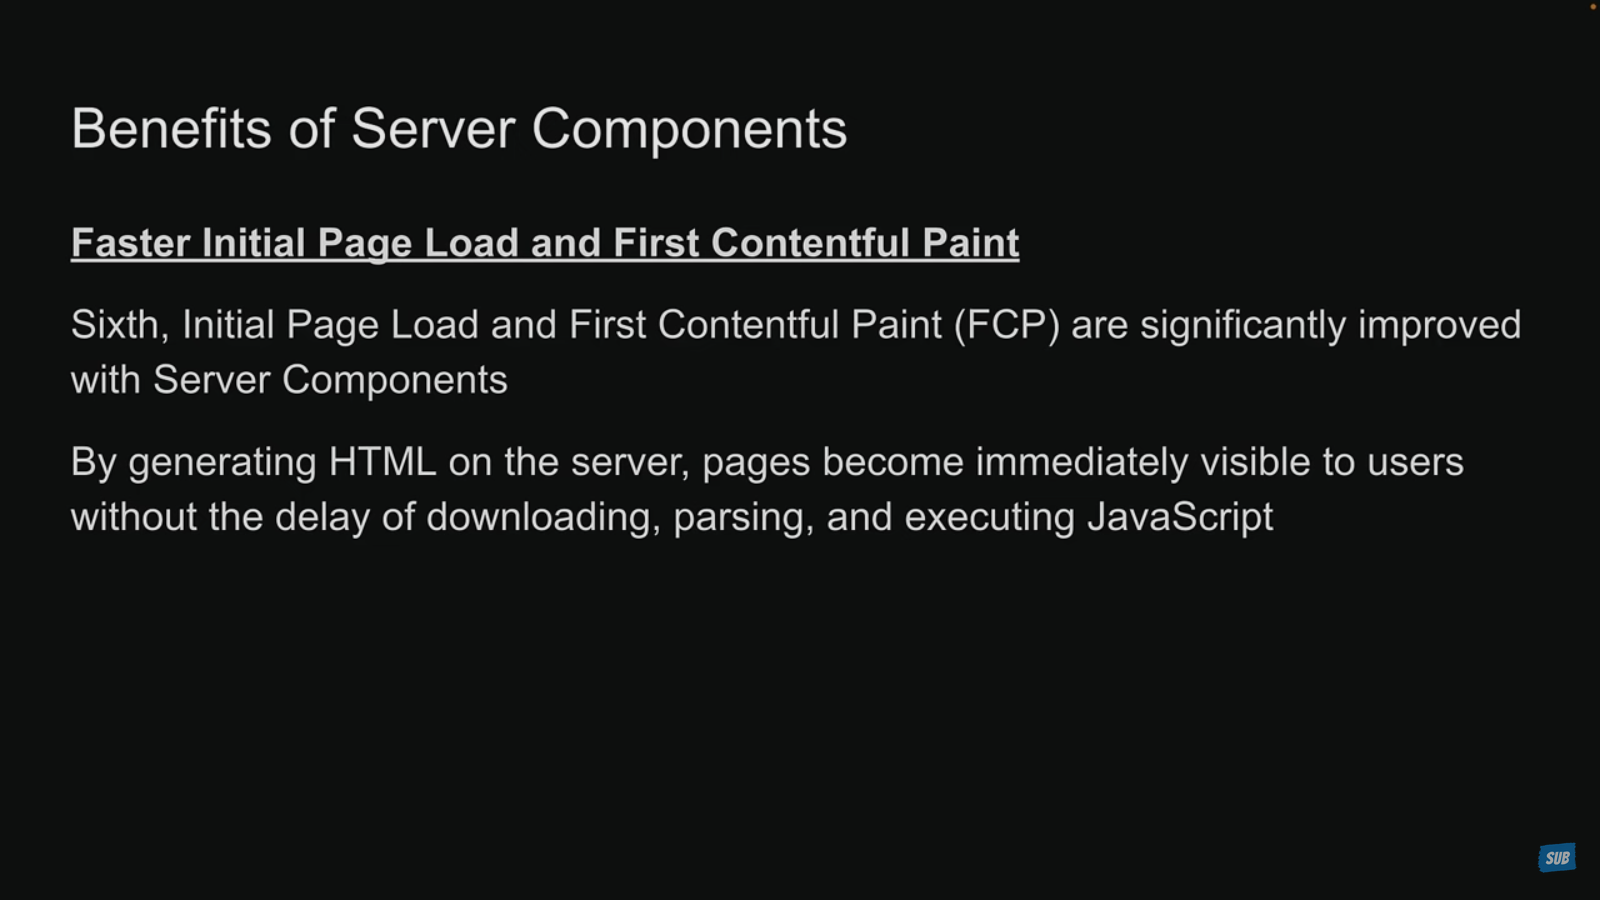 Benefits of Server Components
Faster Initial Page Load and First Contentful Paint
Sixth, Initial Page Load and First Contentful Paint (FCP) are significantly improved
with Server Components
By generating HTML on the server, pages become immediately visible to users
without the delay of downloading, parsing, and executing JavaScript
SUB